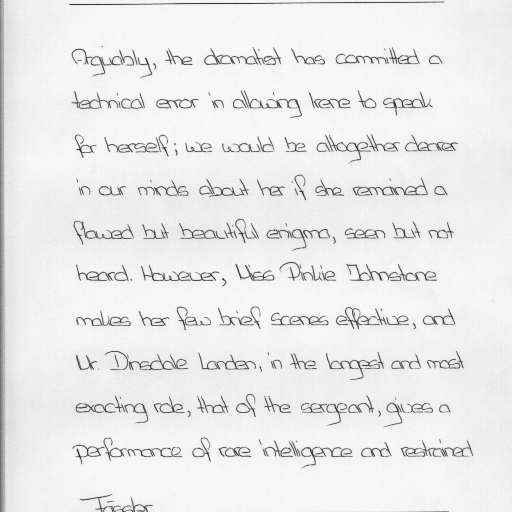 Arguably, the dramatist has committed a
technical error in allowing Irene to speak
for herself; we would be altogether clearer
in our minds about her if she remained a
flawed but beautiful enigma, seen but not
heard. However, Miss Pinkie Johnstone
makes her few brief scenes effective, and
Mr. Dinsdale Landen, in the longest and most
exacting role, that of the sergeant, gives a
performance of rare intelligence and restrained